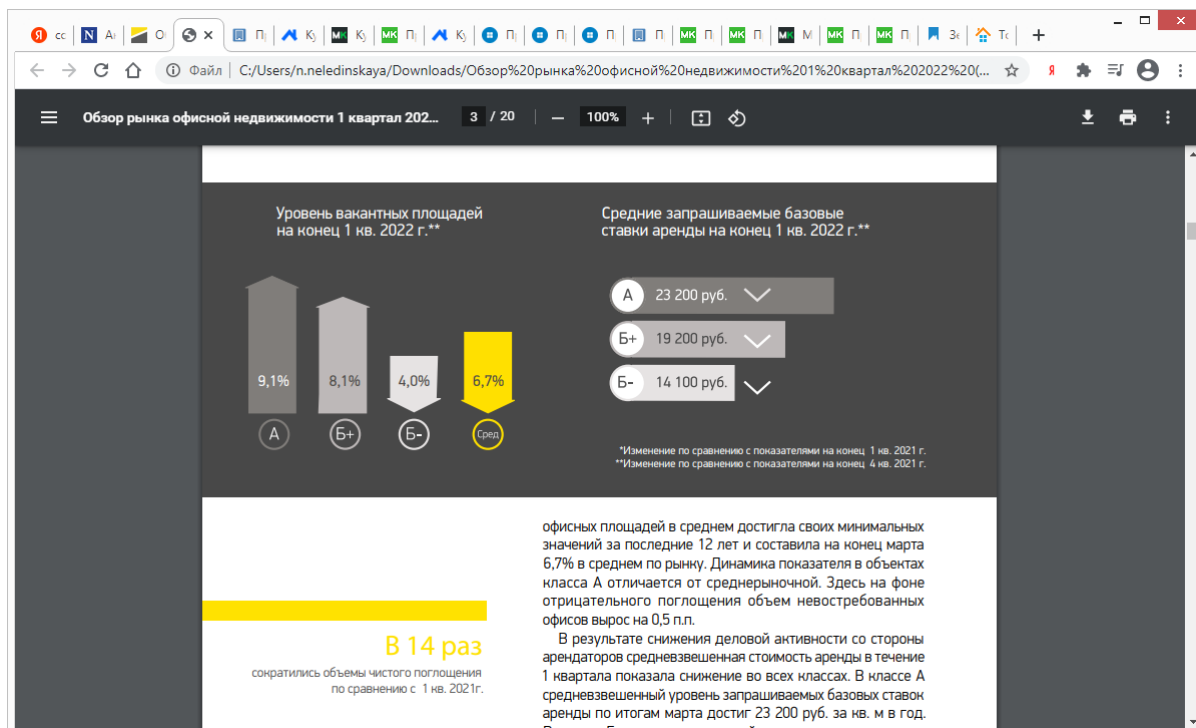 сс
А
О
П
Ку
Ку
П
Ку
П
П
П
П
П
П
М
П
П
Зе
То
Файл | C:/Users/n.neledinskaya/Downloads/Обзор%20рынка%20офисной%20недвижимости%201%20квартал%202022%20(...
Обзор рынка офисной недвижимости 1 квартал 202... 3 / 20 100%
Уровень вакантных площадей
на конец 1 кв. 2022 г.**
9,1% 8,1% 4,0% 6,7%
А Б+ Б- Сред
Средние запрашиваемые базовые
ставки аренды на конец 1 кв. 2022 г.**
А 23 200 руб.
Б+ 19 200 руб.
Б- 14 100 руб.
*Изменение по сравнению с показателями на конец 1 кв. 2021 г.
**Изменение по сравнению с показателями на конец 4 кв. 2021 г.
В 14 раз
сократились объемы чистого поглощения
по сравнению с 1 кв. 2021г.
офисных площадей в среднем достигла своих минимальных
значений за последние 12 лет и составила на конец марта
6,7% в среднем по рынку. Динамика показателя в объектах
класса А отличается от среднерыночной. Здесь на фоне
отрицательного поглощения объем невостребованных
офисов вырос на 0,5 п.п.
В результате снижения деловой активности со стороны
арендаторов средневзвешенная стоимость аренды в течение
1 квартала показала снижение во всех классах. В классе А
средневзвешенный уровень запрашиваемых базовых ставок
аренды по итогам марта достиг 23 200 руб. за кв. м в год.